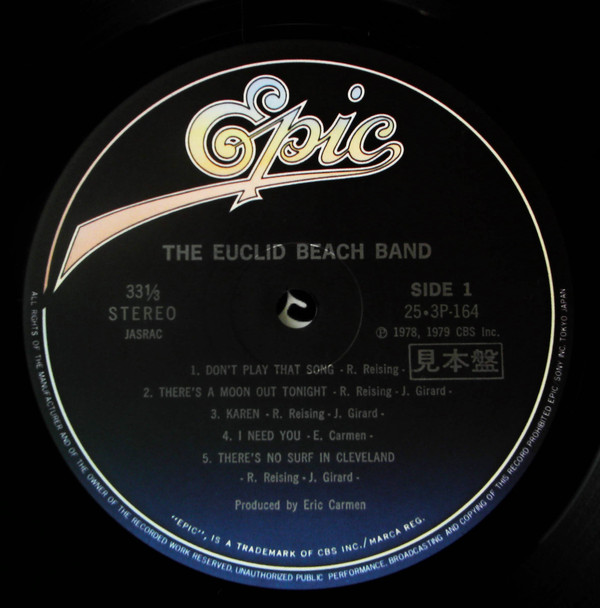 Epic
THE EUCLID BEACH BAND
33⅓
STEREO
JASRAC
SIDE 1
25•3P-164
Ⓟ 1978, 1979 CBS Inc.
見本盤
1. DON'T PLAY THAT SONG - R. Reising -
2. THERE'S A MOON OUT TONIGHT - R. Reising - J. Girard -
3. KAREN - R. Reising - J. Girard -
4. I NEED YOU - E. Carmen -
5. THERE'S NO SURF IN CLEVELAND
- R. Reising - J. Girard -
Produced by Eric Carmen
"EPIC", IS A TRADEMARK OF CBS INC./MARCA REG.
ALL RIGHTS OF THE MANUFACTURER AND OF THE OWNER OF THE RECORDED WORK RESERVED. UNAUTHORIZED PUBLIC PERFORMANCE, BROADCASTING AND COPYING OF THIS RECORD PROHIBITED EPIC SONY INC. TOKYO JAPAN